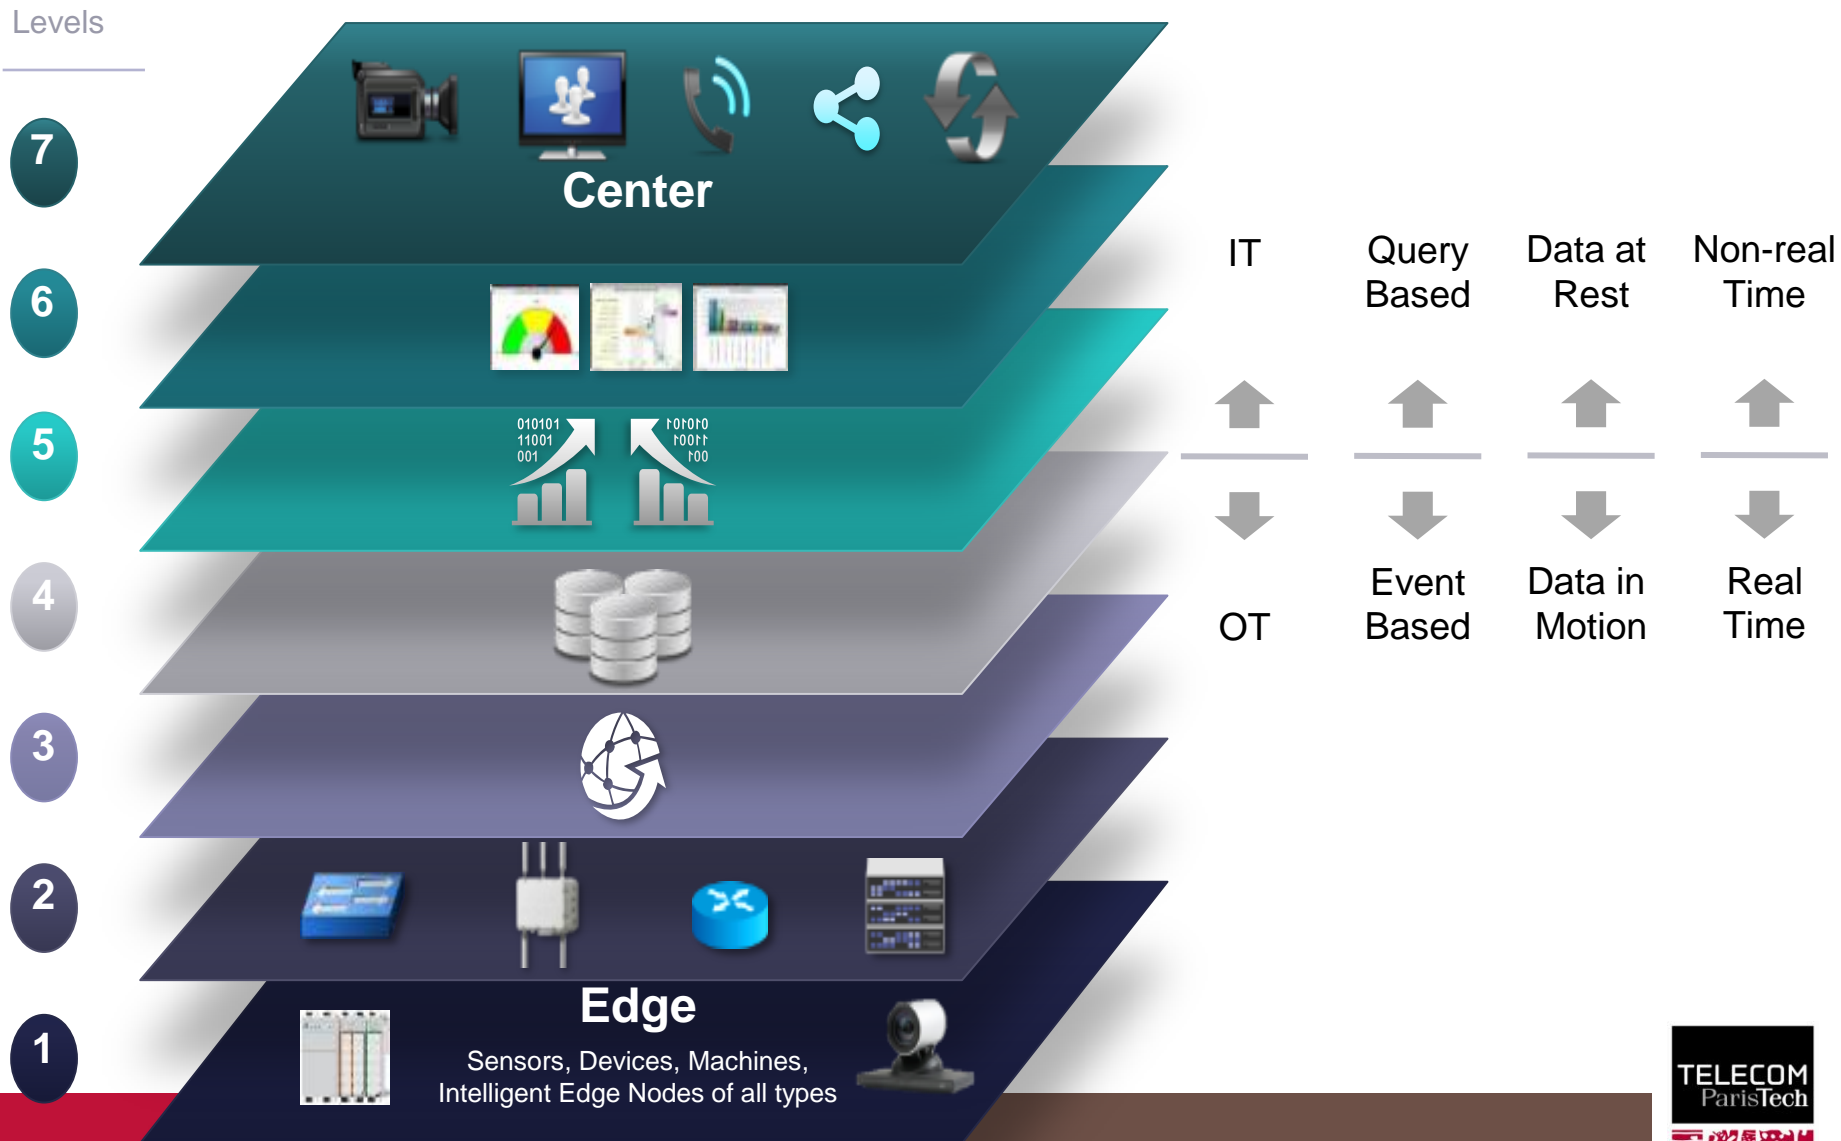 Levels
7
Center
6
5
010101
11001
001
4
3
2
1
Edge
Sensors, Devices, Machines,
Intelligent Edge Nodes of all types
IT
Query
Based
Data at
Rest
Non-real
Time
OT
Event
Based
Data in
Motion
Real
Time
TELECOM
ParisTech